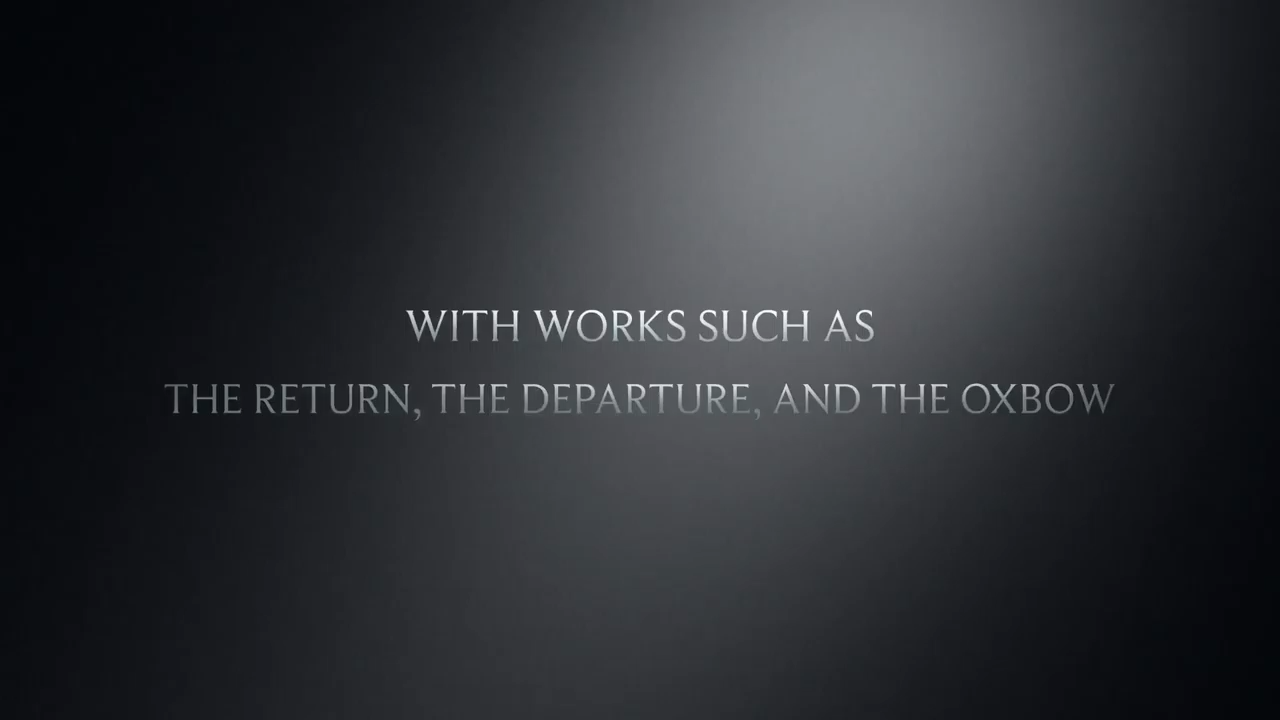 WITH WORKS SUCH AS
THE RETURN, THE DEPARTURE, AND THE OXBOW